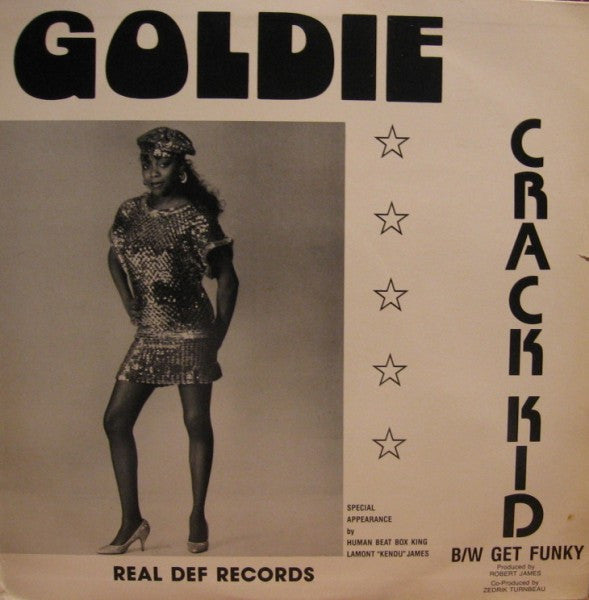 GOLDIE
CRACK KID
B/W GET FUNKY
Produced by
ROBERT JAMES
Co-Produced by
ZEDRIK TURNBEAU
SPECIAL
APPEARANCE
by
HUMAN BEAT BOX KING
LAMONT "KENDU" JAMES
REAL DEF RECORDS